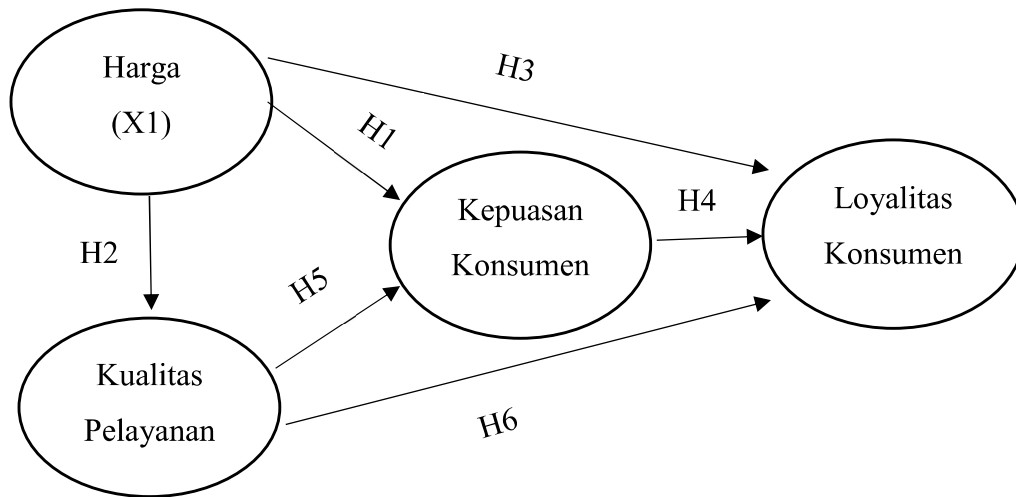 Harga
(X1)
H3
H1
Kepuasan
Konsumen
H4
Loyalitas
Konsumen
H2
H5
Kualitas
Pelayanan
H6